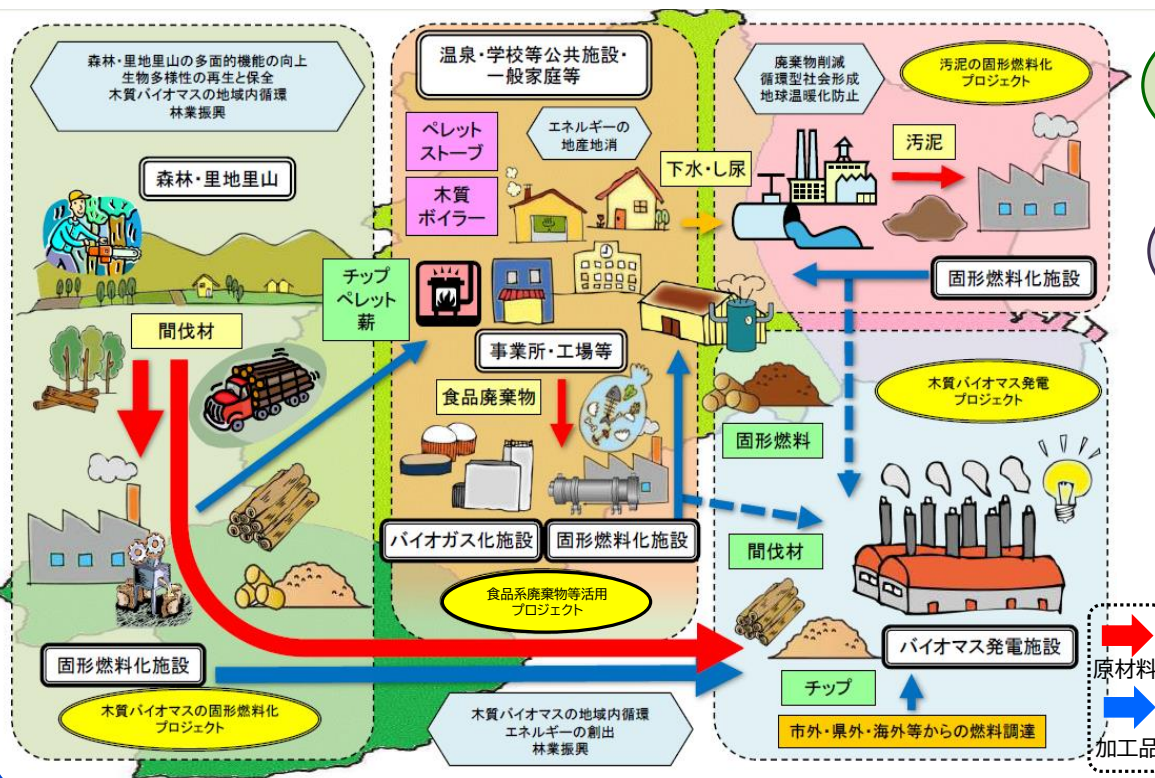 森林・里地里山の多面的機能の向上
生物多様性の再生と保全
木質バイオマスの地域内循環
林業振興
森林・里地里山
間伐材
チップ
ペレット
薪
固形燃料化施設
木質バイオマスの固形燃料化
プロジェクト
温泉・学校等公共施設・
一般家庭等
ペレット
ストーブ
エネルギーの
地産地消
木質
ボイラー
事業所・工場等
食品廃棄物
バイオガス化施設
固形燃料化施設
食品系廃棄物等活用
プロジェクト
木質バイオマスの地域内循環
エネルギーの創出
林業振興
廃棄物削減
循環型社会形成
地球温暖化防止
汚泥の固形燃料化
プロジェクト
下水・し尿
汚泥
固形燃料化施設
木質バイオマス発電
プロジェクト
固形燃料
間伐材
バイオマス発電施設
チップ
市外・県外・海外等からの燃料調達
原材料
加工品